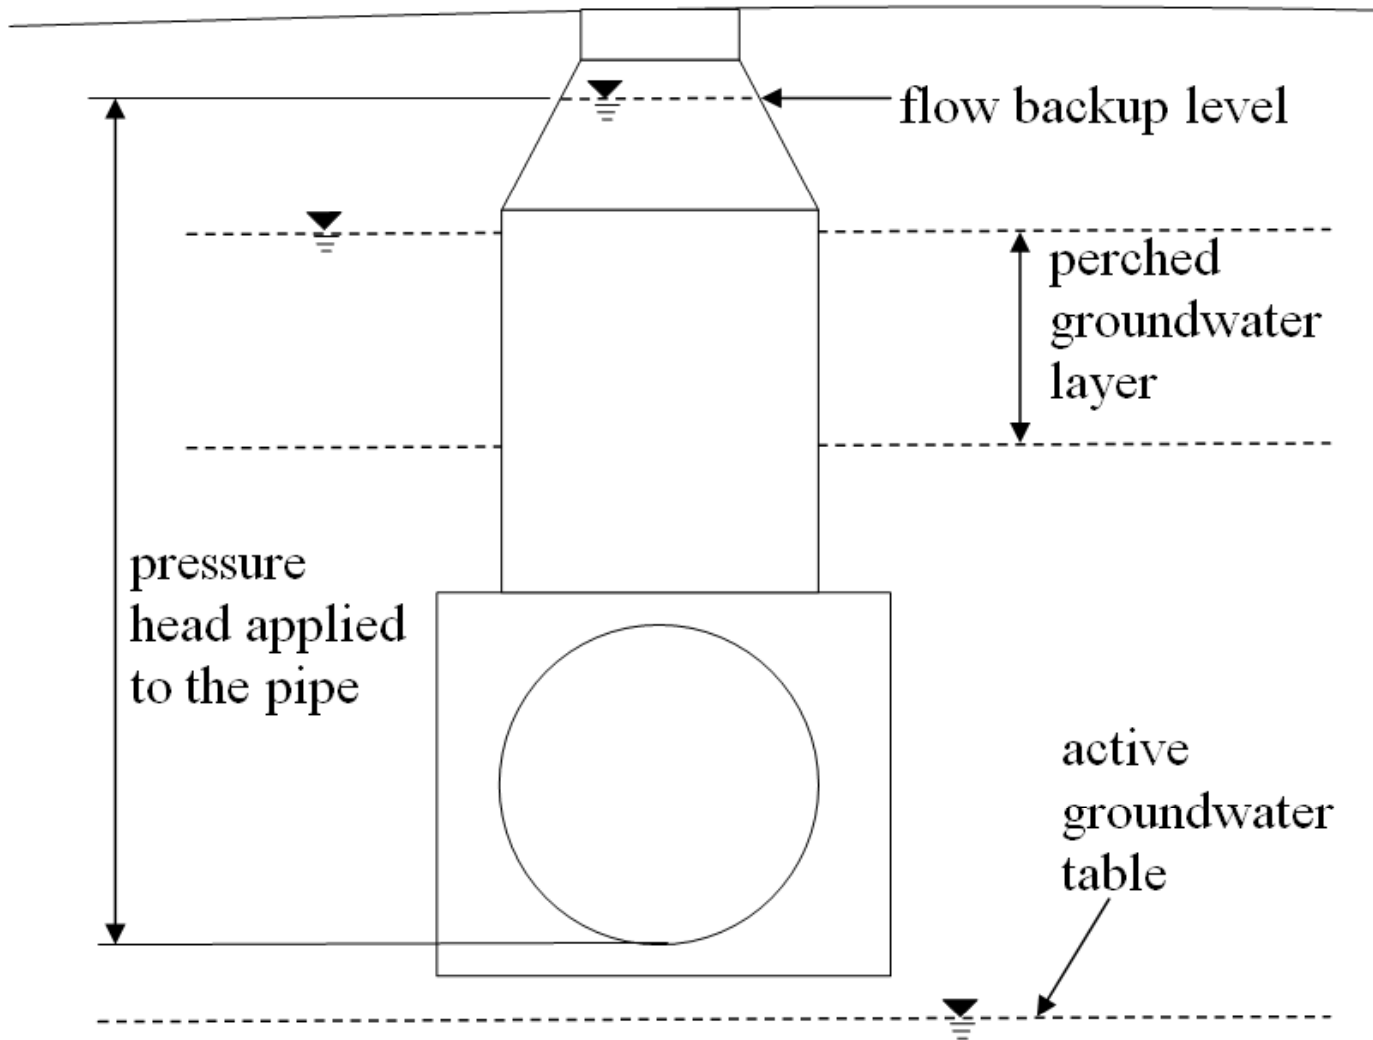 flow backup level
perched
groundwater
layer
pressure
head applied
to the pipe
active
groundwater
table